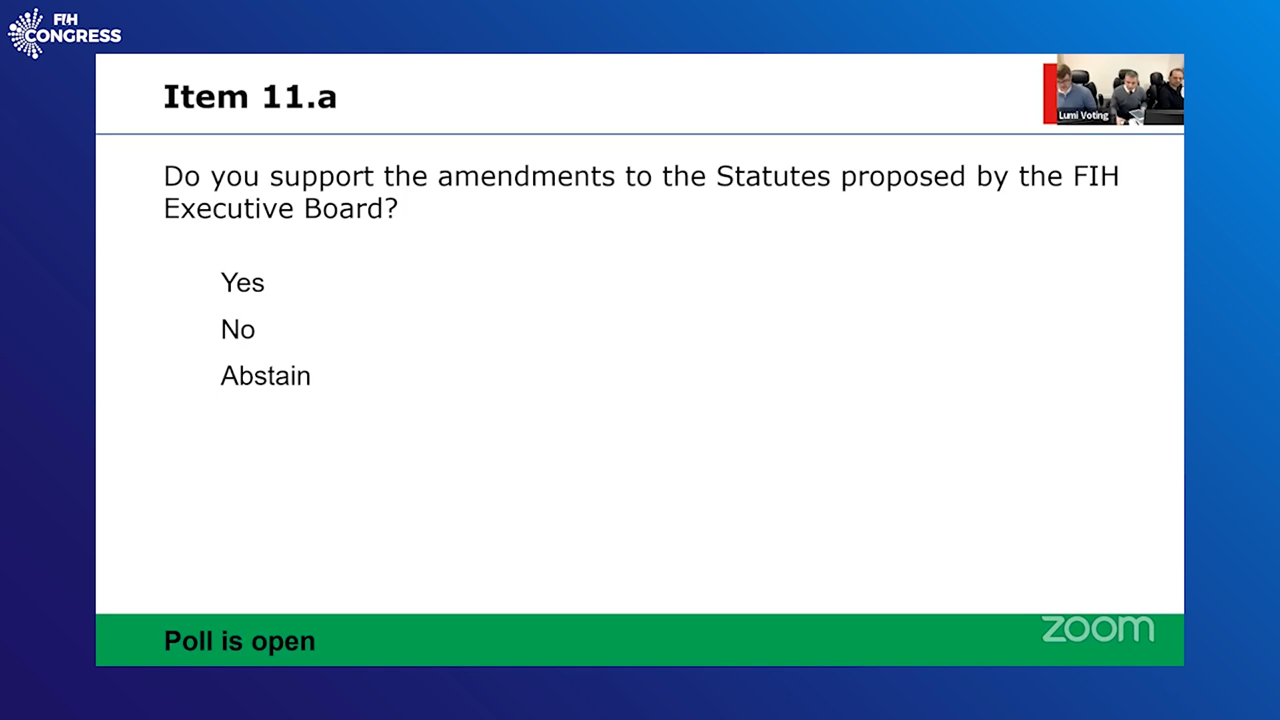 FIH
CONGRESS
Item 11.a
Lumi Voting
Do you support the amendments to the Statutes proposed by the FIH
Executive Board?
Yes
No
Abstain
Poll is open
zoom